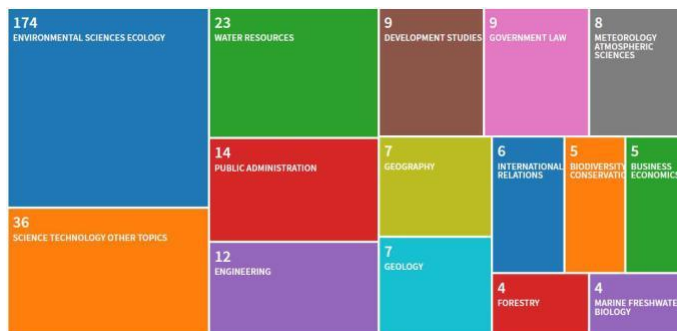 174
ENVIRONMENTAL SCIENCES ECOLOGY
36
SCIENCE TECHNOLOGY OTHER TOPICS
23
WATER RESOURCES
14
PUBLIC ADMINISTRATION
12
ENGINEERING
9
DEVELOPMENT STUDIES
9
GOVERNMENT LAW
8
METEOROLOGY
ATMOSPHERIC
SCIENCES
7
GEOGRAPHY
7
GEOLOGY
6
INTERNATIONAL
RELATIONS
5
BIODIVERSITY
CONSERVATIO
5
BUSINESS
ECONOMICS
4
FORESTRY
4
MARINE FRESHWATE
BIOLOGY